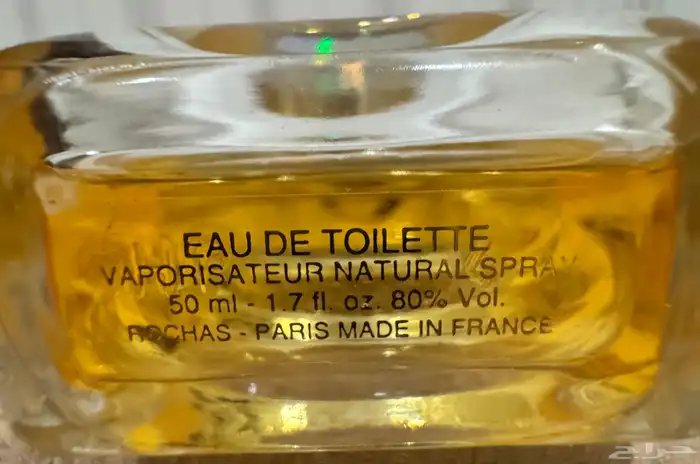 EAU DE TOILETTE
VAPORISATEUR NATURAL SPRAY
50 ml - 1.7 fl. oz. 80% Vol.
ROCHAS - PARIS MADE IN FRANCE
حراج